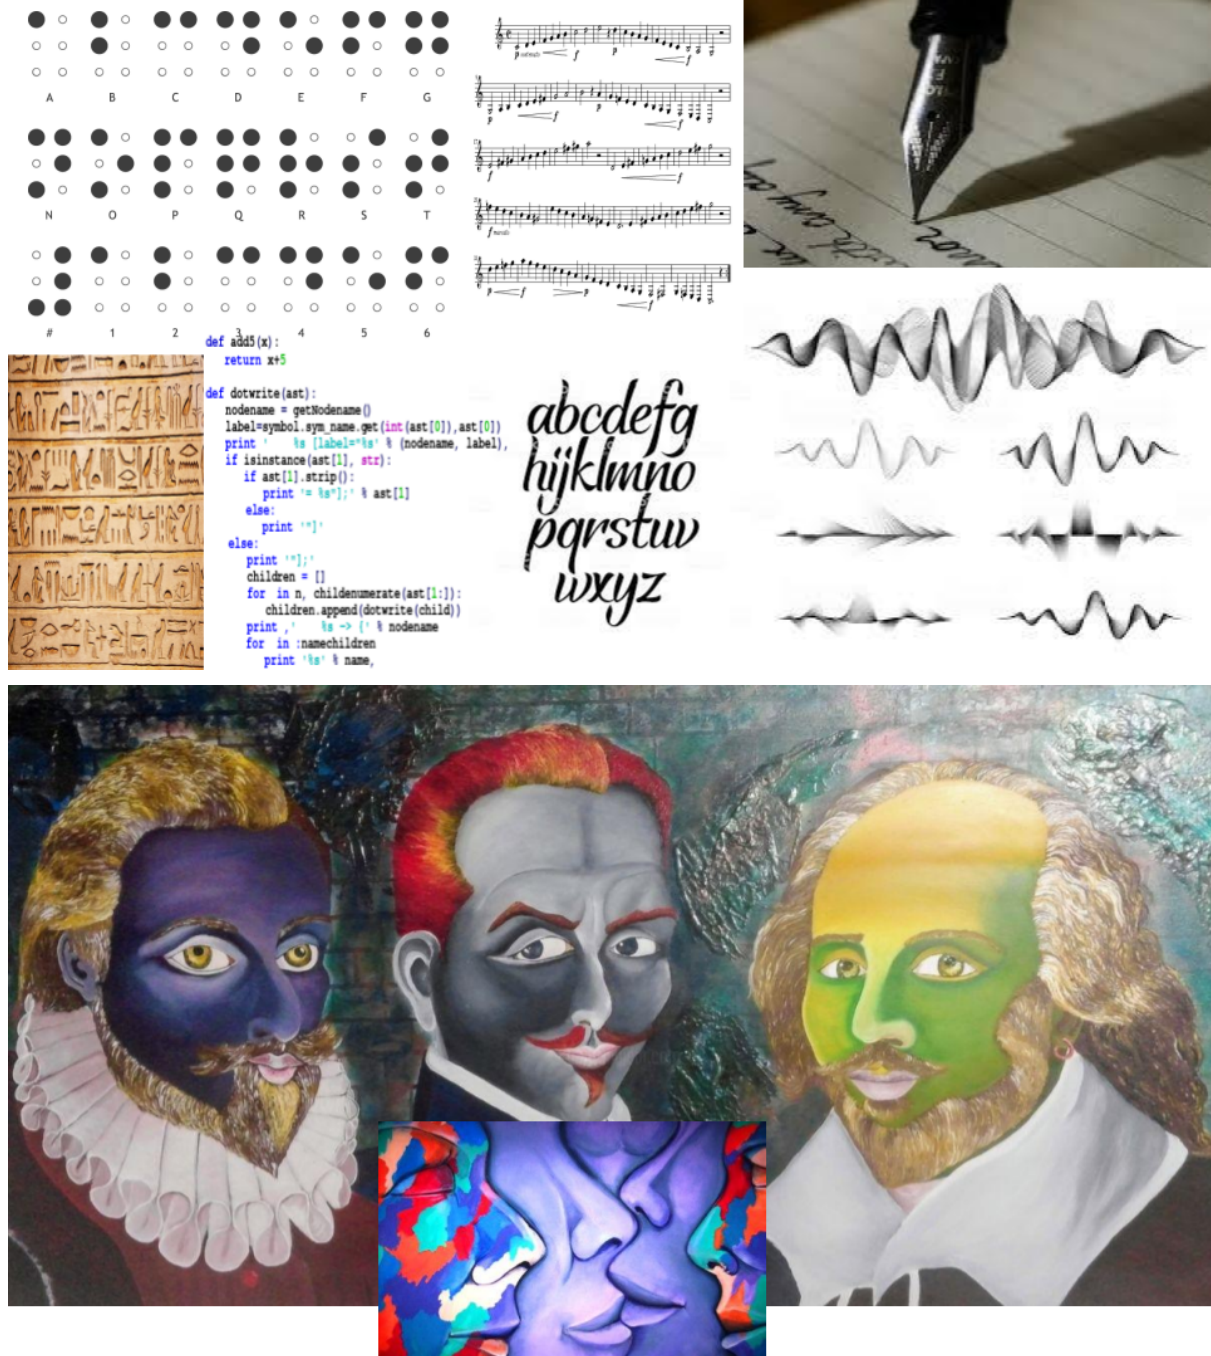 A B C D E F G
N O P Q R S T
# 1 2 3 4 5 6
p
f
p
f
p
f
p
f
f
f
f
p
f
p
f
def add5(x):
return x+5
def dotwrite(ast):
nodename = getNodename()
label=symbol.sym_name.get(int(ast[0]),ast[0])
print ' %s [label="%s' % (nodename, label),
if isinstance(ast[1], str):
if ast[1].strip():
print '= %s"];' % ast[1]
else:
print '"]'
else:
print '"];'
children = []
for in n, childenumerate(ast[1:]):
children.append(dotwrite(child))
print ,' %s -> {' % nodename
for in :namechildren
print '%s' % name,
abcdefg
hijklmno
pqrstuv
wxyz